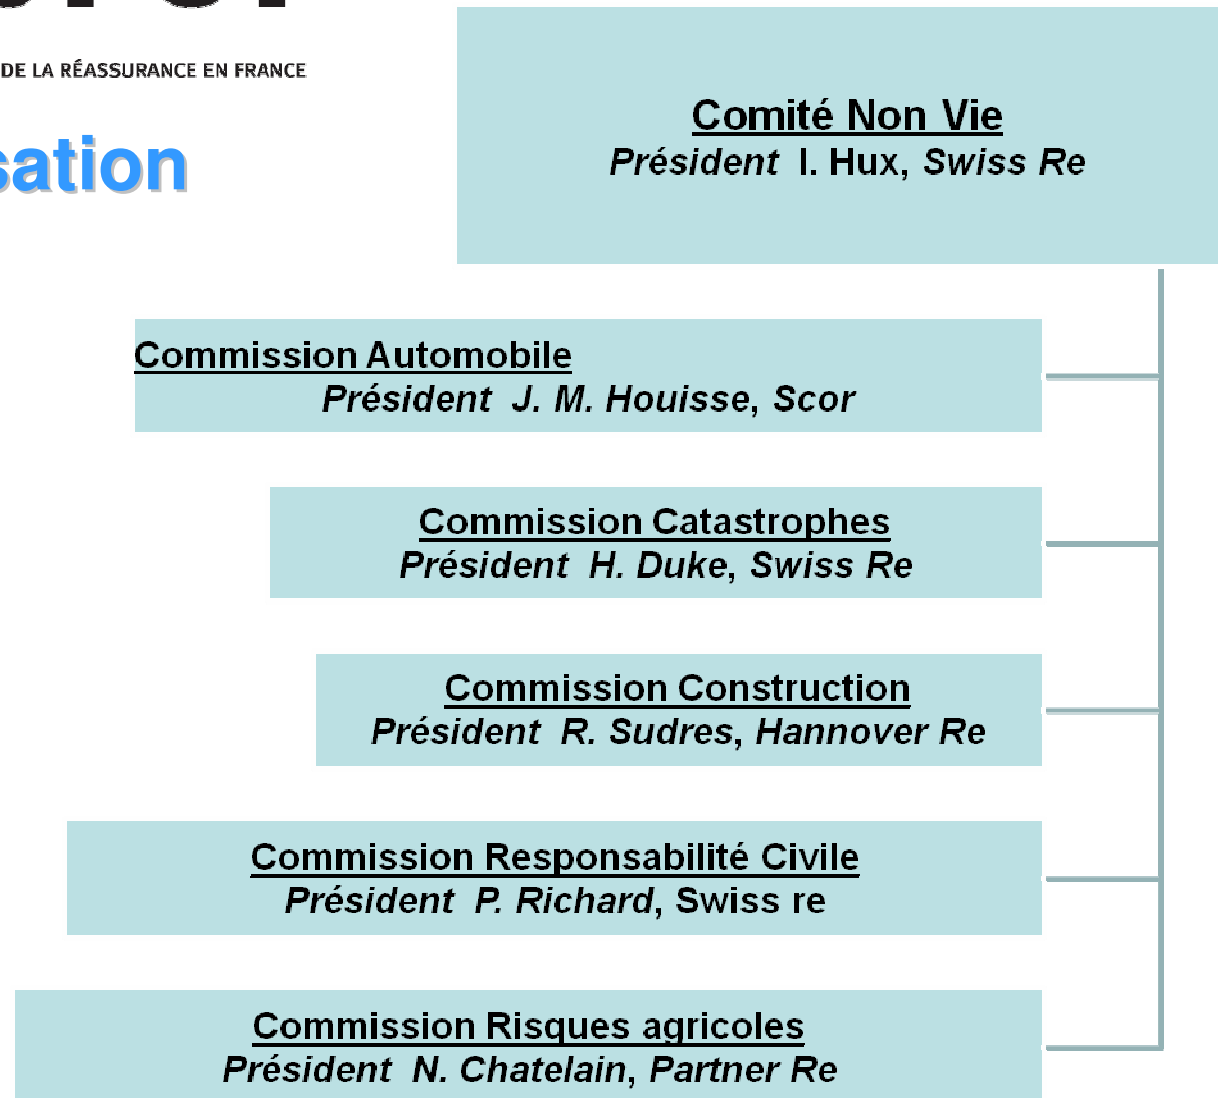 DE LA RÉASSURANCE EN FRANCE
sation
Comité Non Vie
Président I. Hux, Swiss Re
Commission Automobile
Président J. M. Houisse, Scor
Commission Catastrophes
Président H. Duke, Swiss Re
Commission Construction
Président R. Sudres, Hannover Re
Commission Responsabilité Civile
Président P. Richard, Swiss re
Commission Risques agricoles
Président N. Chatelain, Partner Re